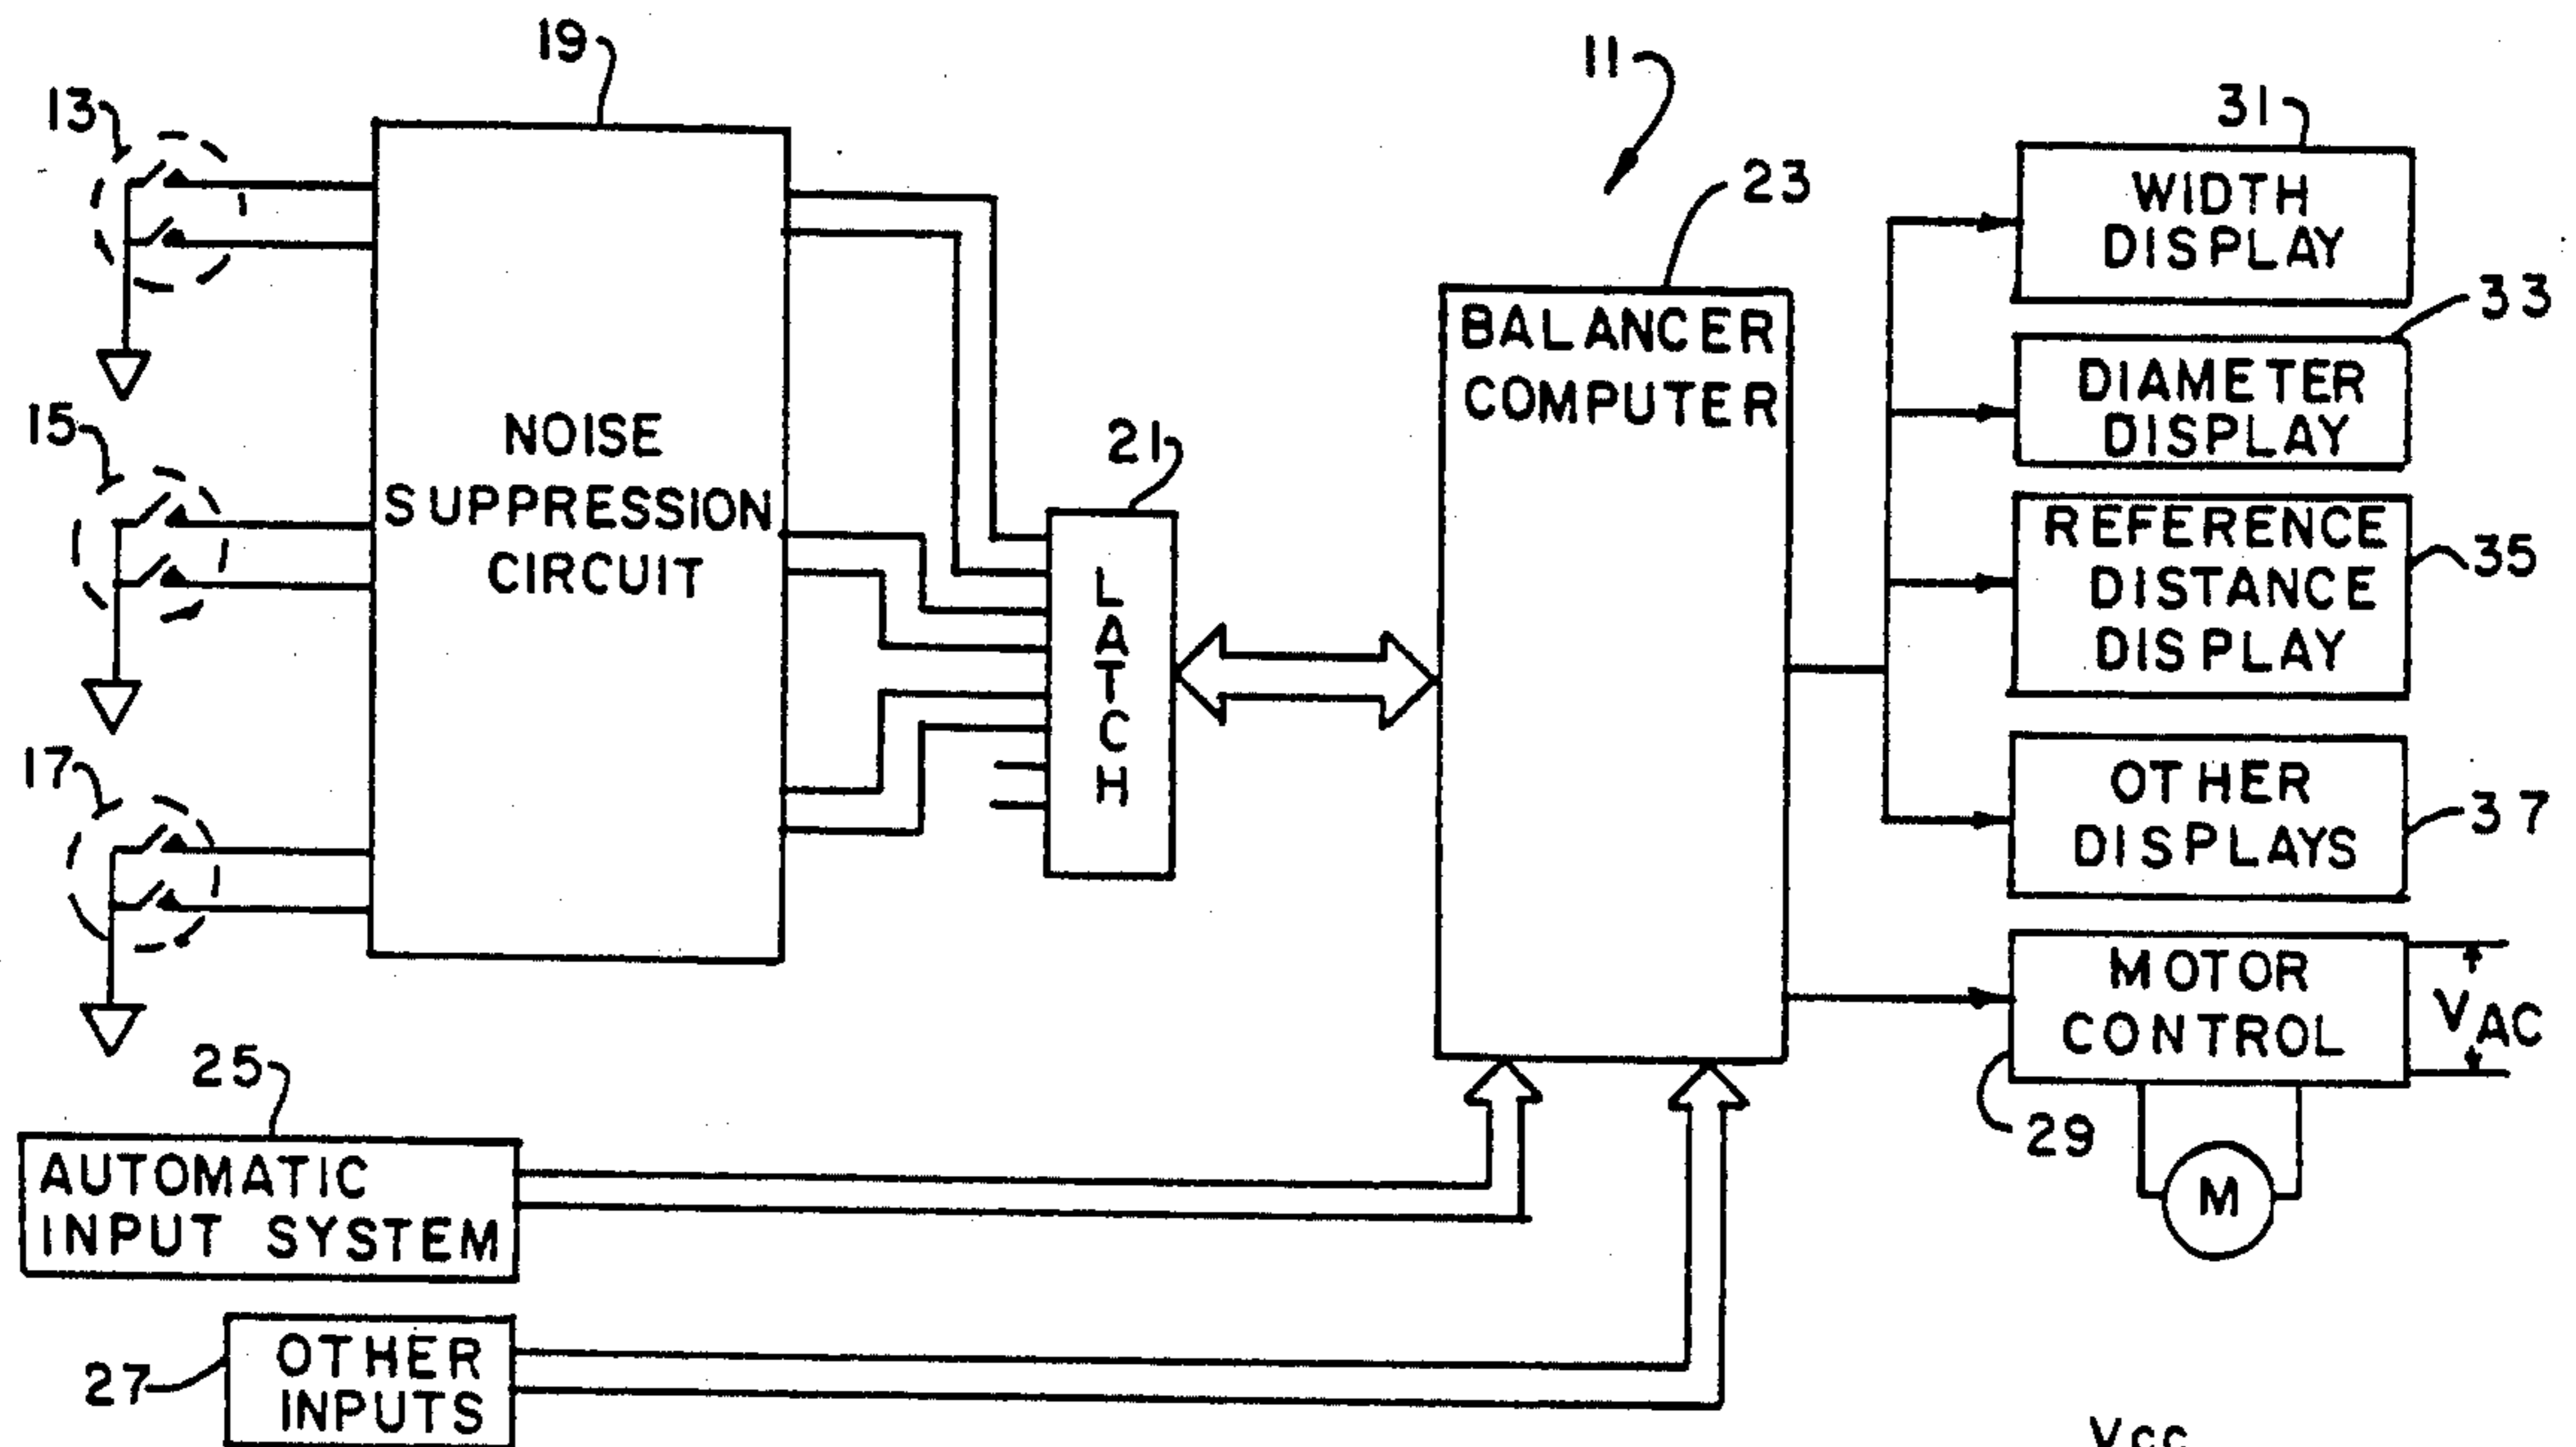 19
11
13
31
WIDTH
DISPLAY
23
33
BALANCER
COMPUTER
DIAMETER
DISPLAY
15
NOISE
SUPPRESSION
CIRCUIT
21
LATCH
REFERENCE
DISTANCE
DISPLAY
35
17
OTHER
DISPLAYS
37
MOTOR
CONTROL
VAC
29
M
25
AUTOMATIC
INPUT SYSTEM
27
OTHER
INPUTS
Vcc